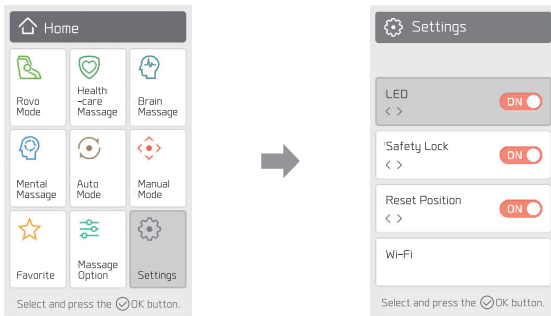 Home
Rovo
Mode
Health
-care
Massage
Brain
Massage
Mental
Massage
Auto
Mode
Manual
Mode
Favorite
Massage
Option
Settings
Select and press the OK button.
Settings
LED
< >
ON
Safety Lock
< >
ON
Reset Position
< >
ON
Wi-Fi
Select and press the OK button.